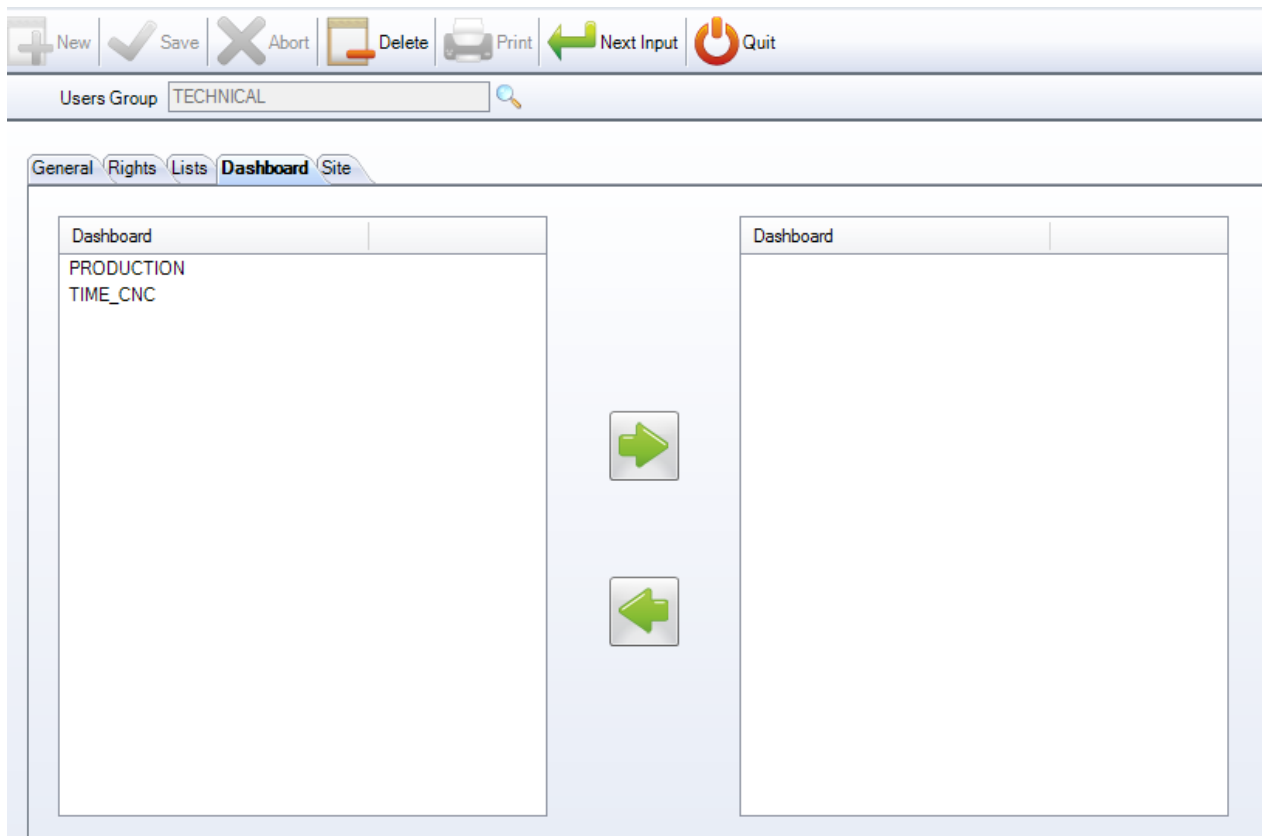 New Save Abort Delete Print Next Input Quit
Users Group TECHNICAL
General Rights Lists Dashboard Site
Dashboard Dashboard
PRODUCTION
TIME_CNC